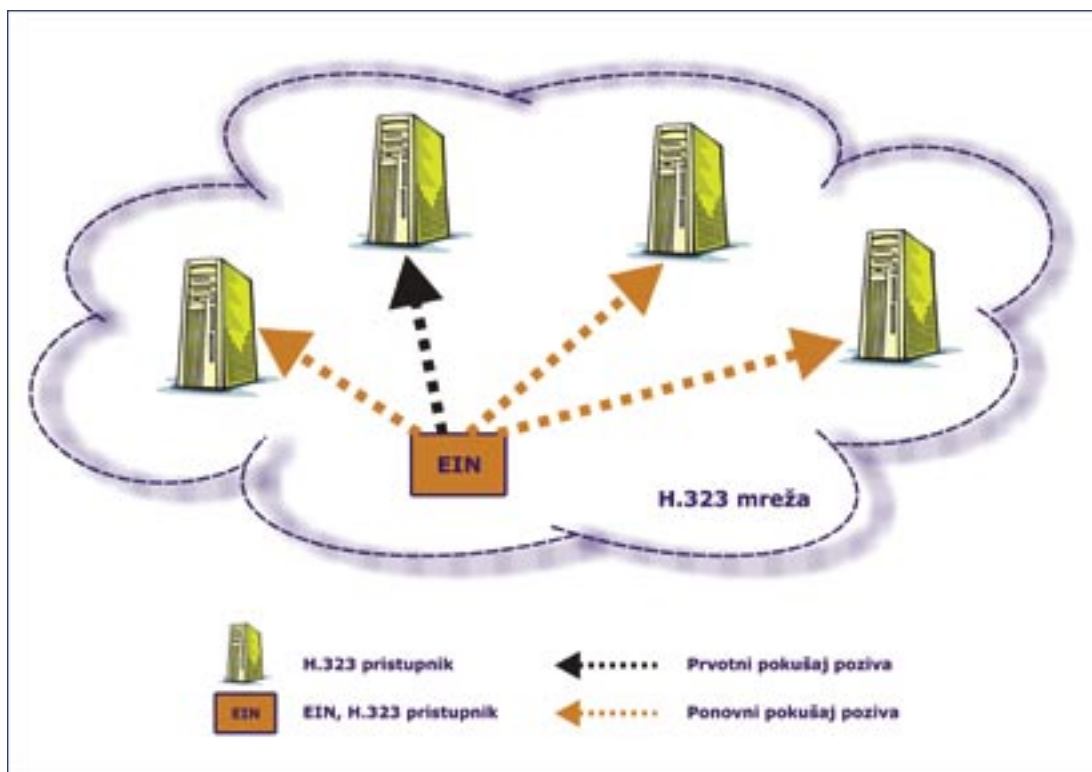 EIN
H.323 mreža
H.323 pristupnik
Prvotni pokušaj poziva
EIN
EIN, H.323 pristupnik
Ponovni pokušaj poziva